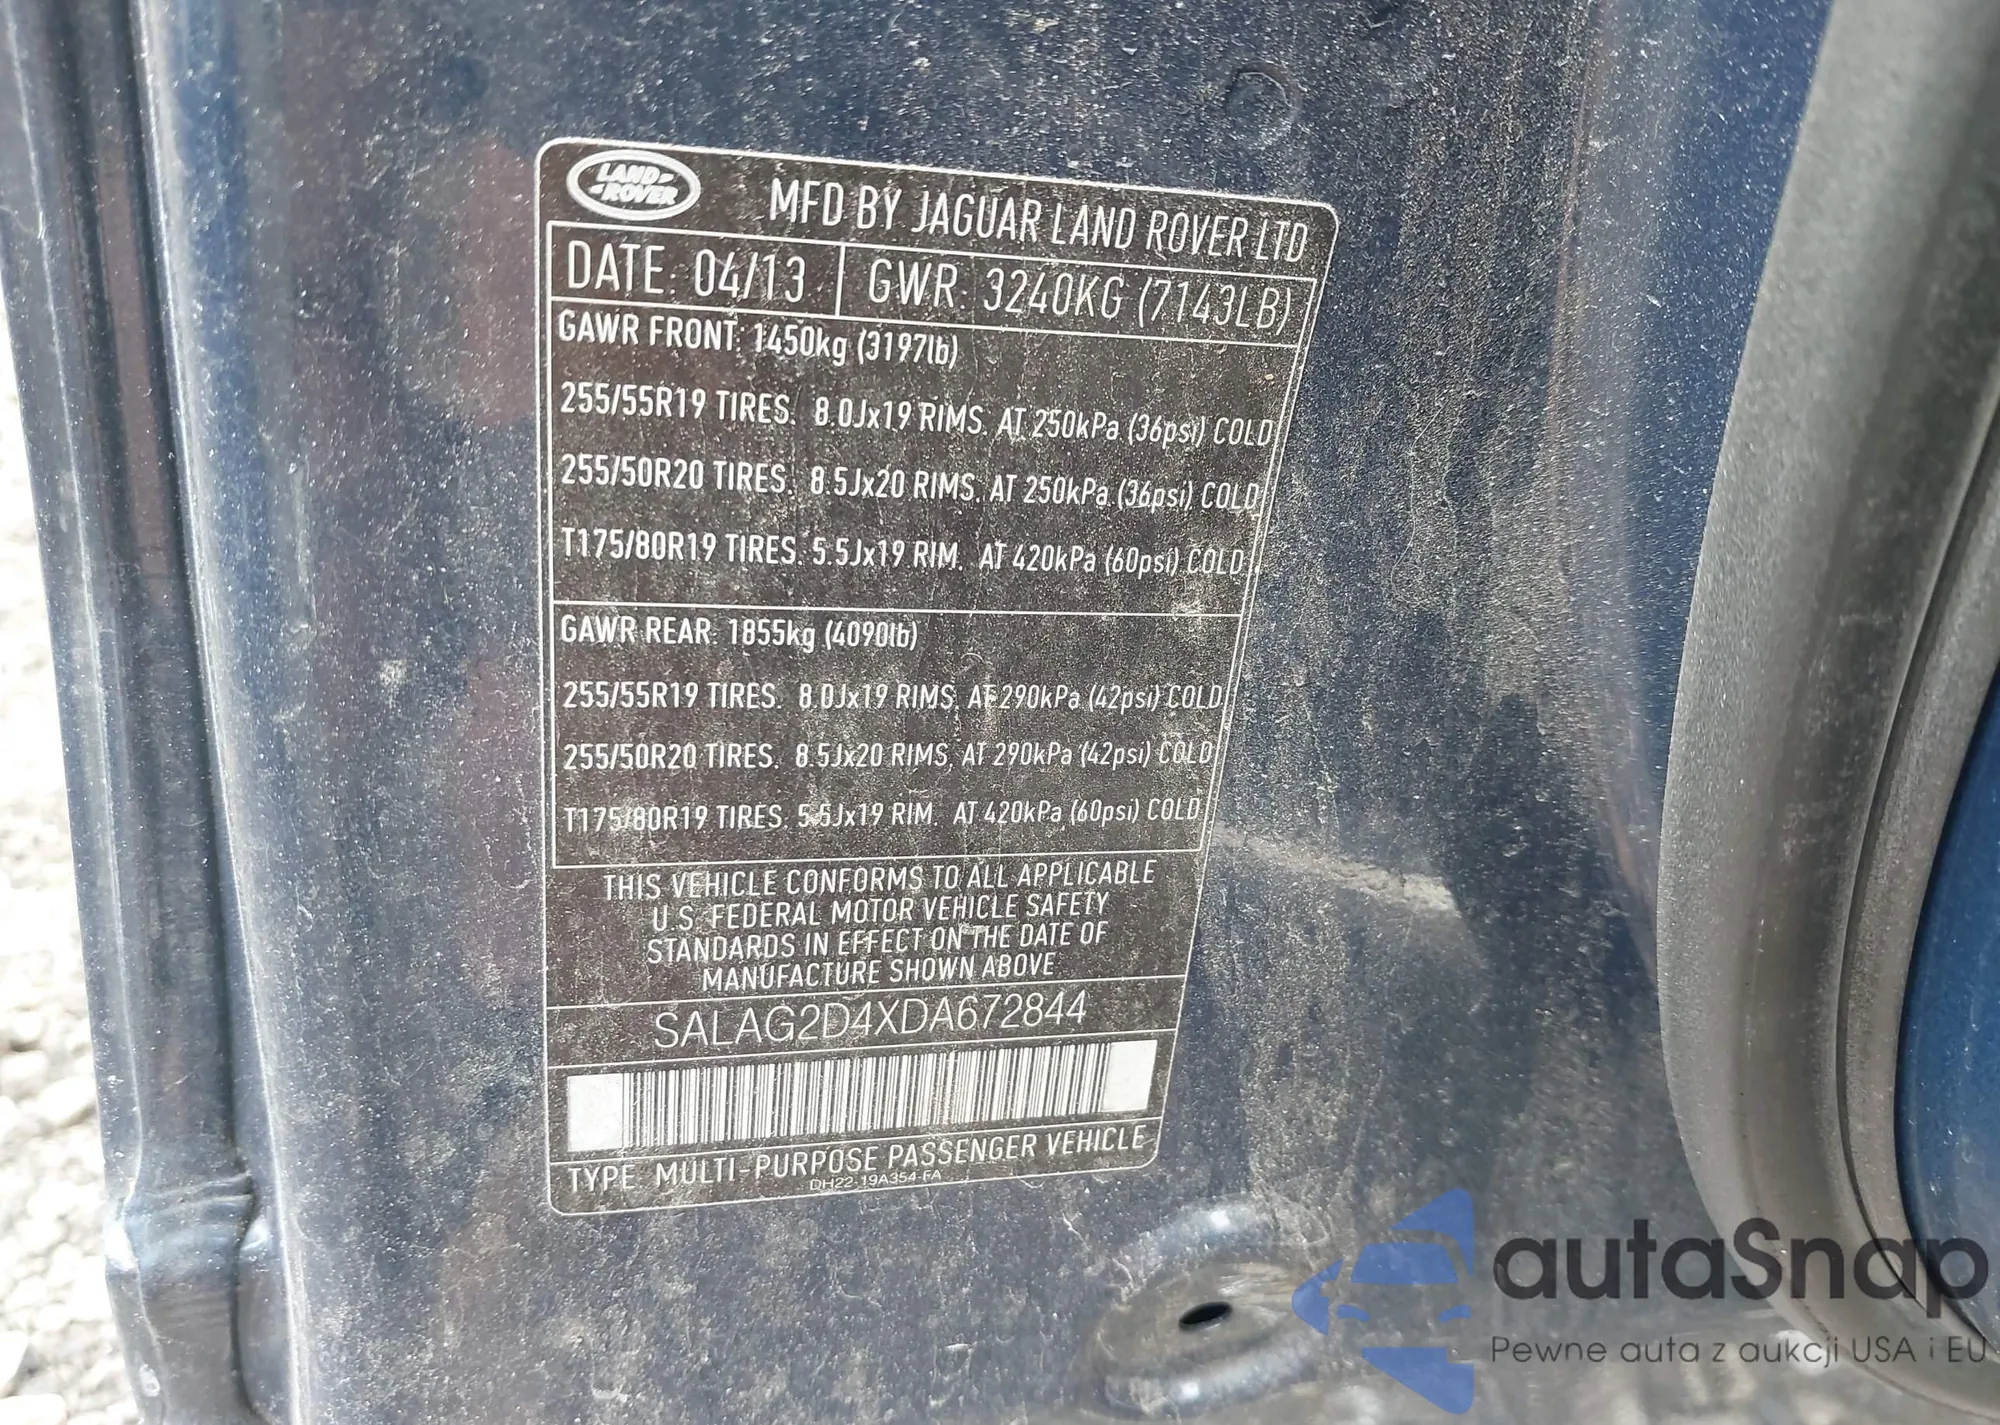 LAND ROVER
MFD BY JAGUAR LAND ROVER LTD
DATE: 04/13 GWR: 3240KG (7143LB)
GAWR FRONT: 1450kg (3197lb)
255/55R19 TIRES. 8.0Jx19 RIMS. AT 250kPa (36psi) COLD
255/50R20 TIRES. 8.5Jx20 RIMS. AT 250kPa (36psi) COLD
T175/80R19 TIRES. 5.5Jx19 RIM. AT 420kPa (60psi) COLD.
GAWR REAR: 1855kg (4090lb)
255/55R19 TIRES. 8.0Jx19 RIMS. AT 290kPa (42psi) COLD
255/50R20 TIRES. 8.5Jx20 RIMS. AT 290kPa (42psi) COLD
T175/80R19 TIRES. 5.5Jx19 RIM. AT 420kPa (60psi) COLD
THIS VEHICLE CONFORMS TO ALL APPLICABLE
U.S. FEDERAL MOTOR VEHICLE SAFETY
STANDARDS IN EFFECT ON THE DATE OF
MANUFACTURE SHOWN ABOVE
SALAG2D4XDA672844
TYPE MULTI-PURPOSE PASSENGER VEHICLE
DH22-19A354-FA
autaSnap
Pewne auta z aukcji USA i EU